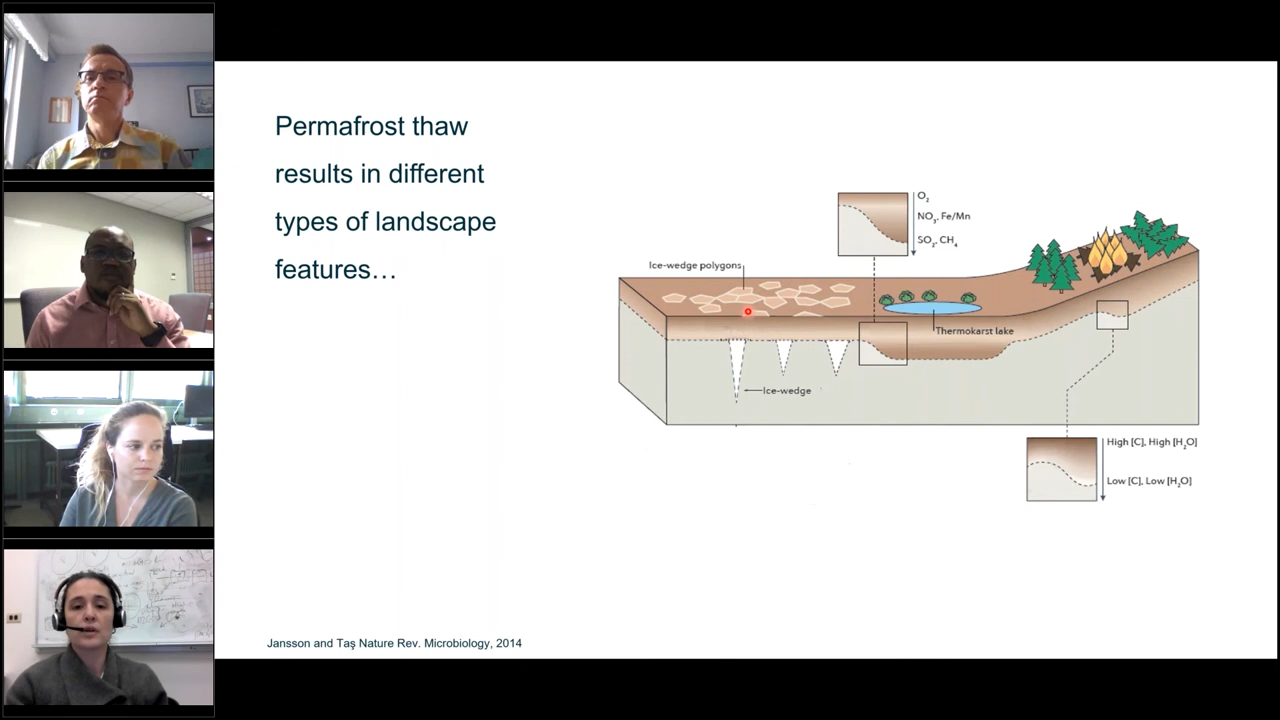 Permafrost thaw
results in different
types of landscape
features…
O₂
NO₃, Fe/Mn
SO₂, CH₄
Ice-wedge polygons
Thermokarst lake
Ice-wedge
High [C], High [H₂O]
Low [C], Low [H₂O]
Jansson and Taş Nature Rev. Microbiology, 2014